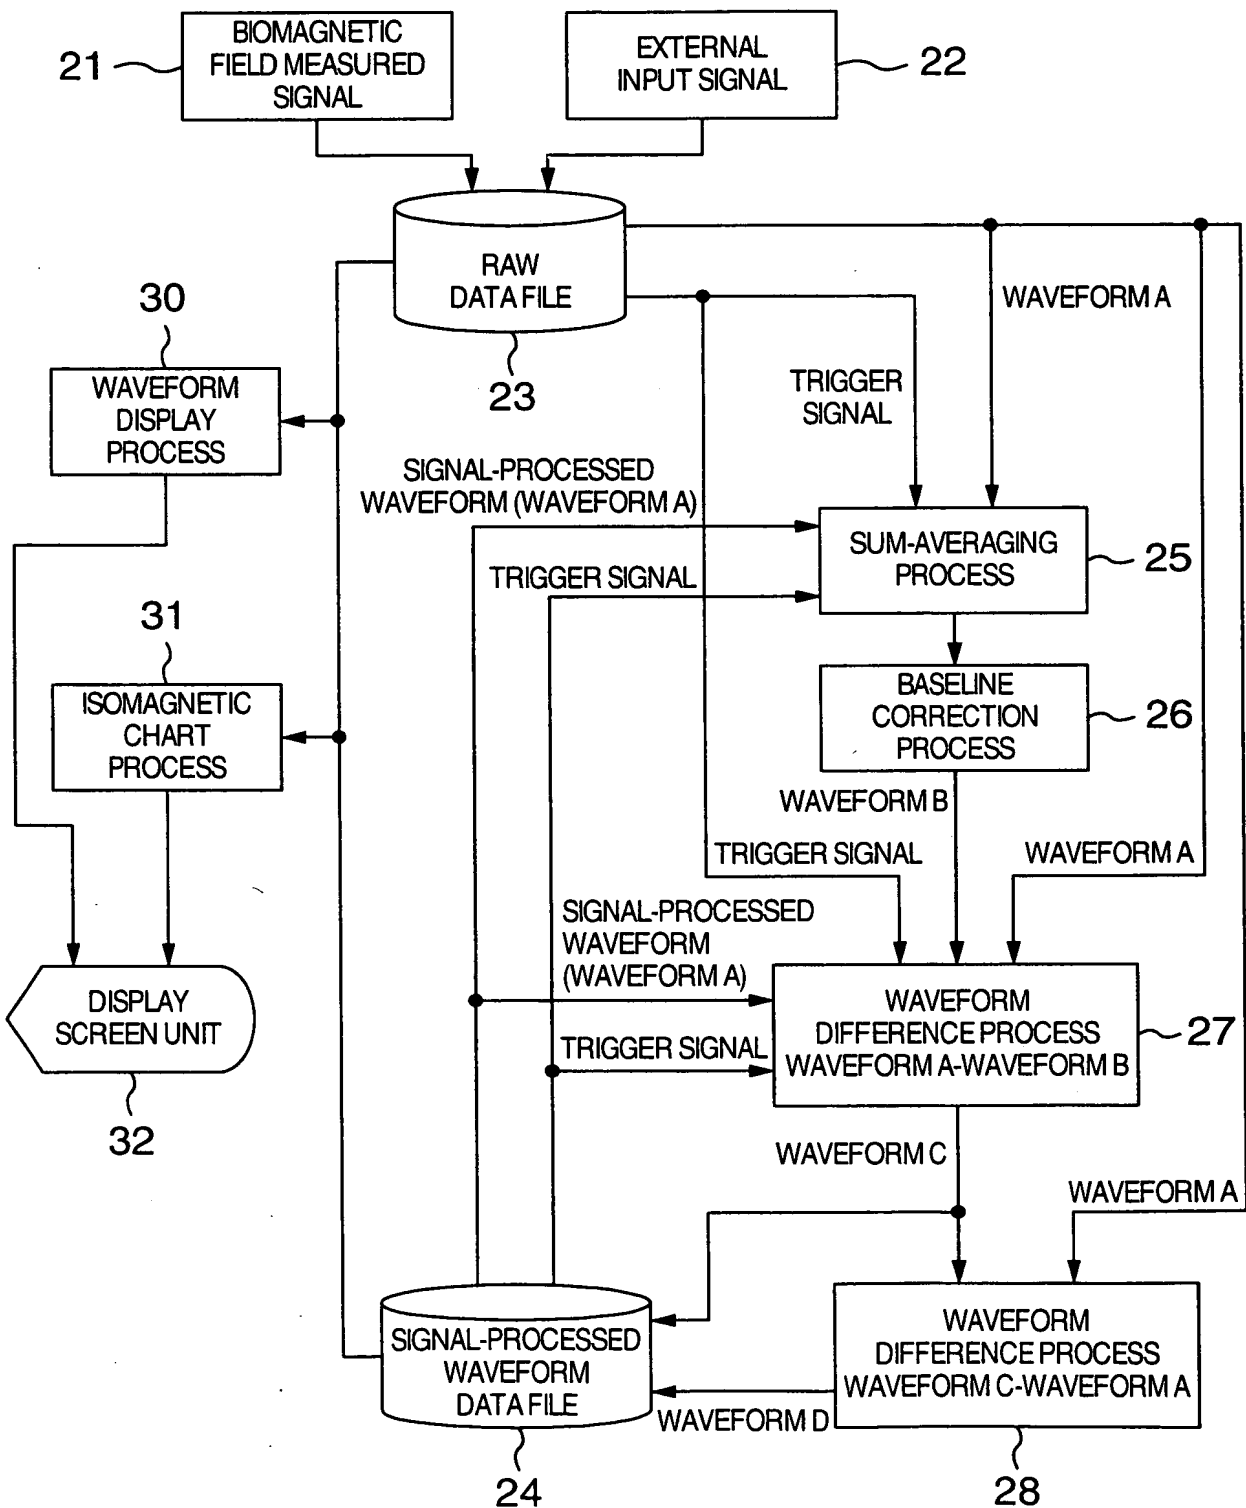 BIOMAGNETIC
FIELD MEASURED
SIGNAL
21
EXTERNAL
INPUT SIGNAL
22
RAW
DATA FILE
23
WAVEFORM A
TRIGGER
SIGNAL
30
WAVEFORM
DISPLAY
PROCESS
SIGNAL-PROCESSED
WAVEFORM (WAVEFORM A)
SUM-AVERAGING
PROCESS
25
TRIGGER SIGNAL
31
ISOMAGNETIC
CHART
PROCESS
BASELINE
CORRECTION
PROCESS
26
WAVEFORM B
TRIGGER SIGNAL
WAVEFORM A
SIGNAL-PROCESSED
WAVEFORM
(WAVEFORM A)
DISPLAY
SCREEN UNIT
32
WAVEFORM
DIFFERENCE PROCESS
WAVEFORM A-WAVEFORM B
27
TRIGGER SIGNAL
WAVEFORM C
WAVEFORM A
SIGNAL-PROCESSED
WAVEFORM
DATA FILE
24
WAVEFORM
DIFFERENCE PROCESS
WAVEFORM C-WAVEFORM A
28
WAVEFORM D